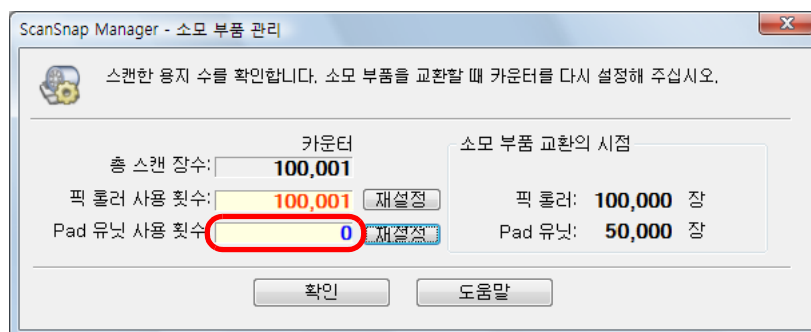 ScanSnap Manager - 소모 부품 관리
스캔한 용지 수를 확인합니다. 소모 부품을 교환할 때 카운터를 다시 설정해 주십시오.
카운터
총 스캔 장수: 100,001
픽 롤러 사용 횟수: 100,001 재설정
Pad 유닛 사용 횟수 0 재설정
소모 부품 교환의 시점
픽 롤러: 100,000 장
Pad 유닛: 50,000 장
확인 도움말